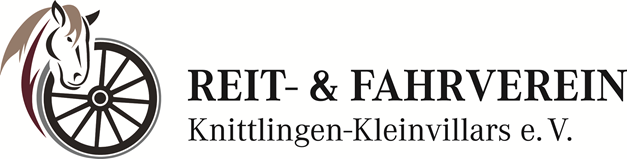 REIT- & FAHRVEREIN
Knittlingen-Kleinvillars e. V.